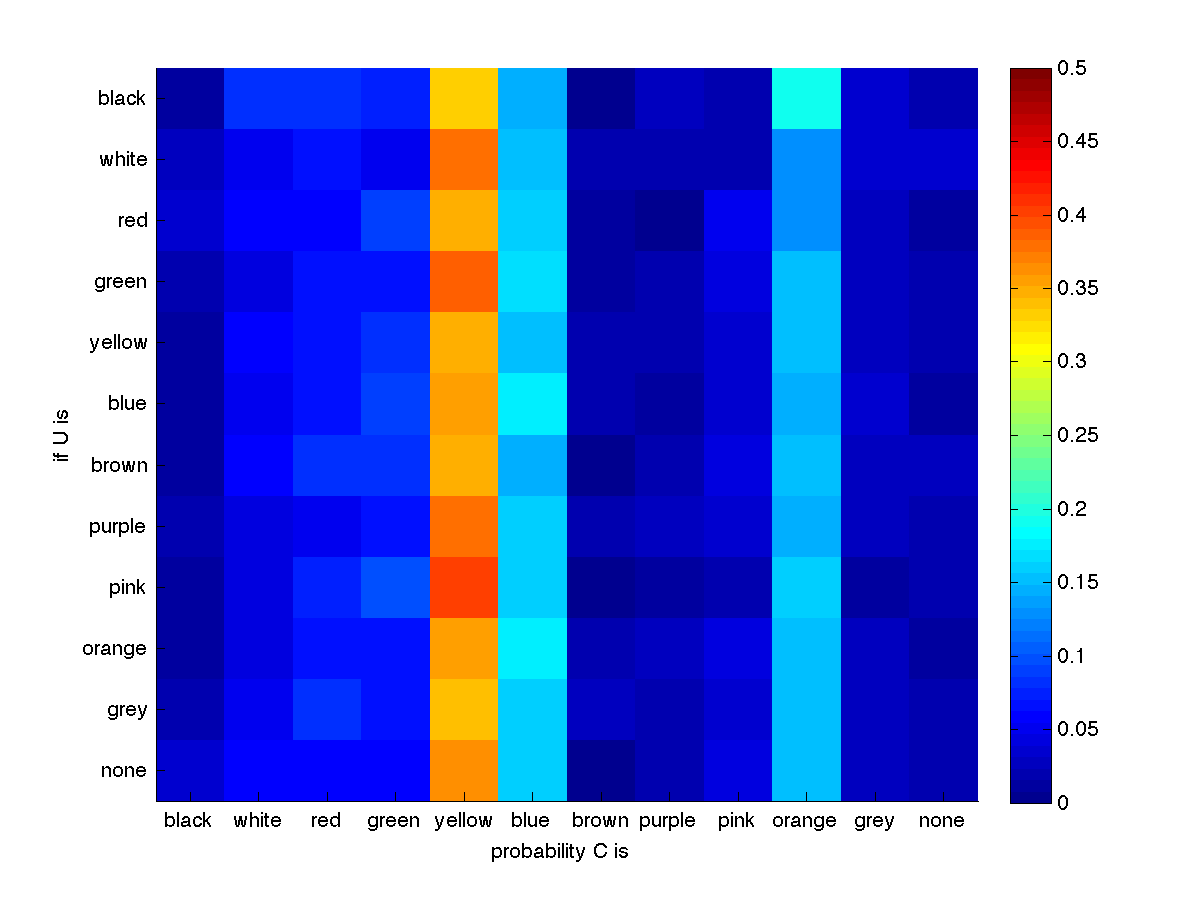 black
white
red
green
yellow
blue
brown
purple
pink
orange
grey
none
if U is
black white red green yellow blue brown purple pink orange grey none
probability C is
0.5
0.45
0.4
0.35
0.3
0.25
0.2
0.15
0.1
0.05
0